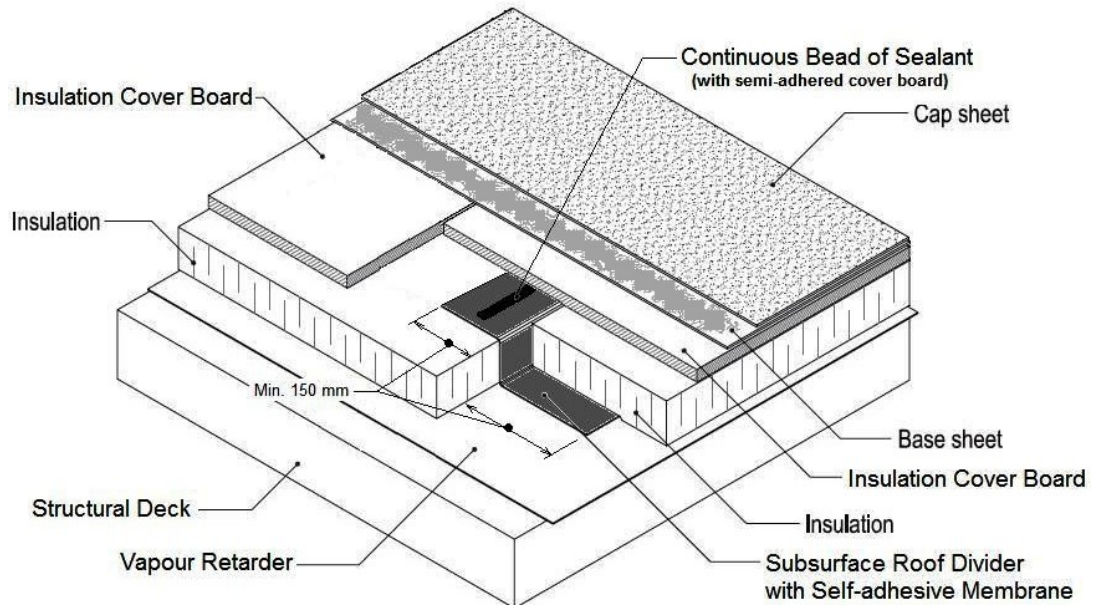 Continuous Bead of Sealant
(with semi-adhered cover board)
Insulation Cover Board
Cap sheet
Insulation
Min. 150 mm
Base sheet
Insulation Cover Board
Structural Deck
Insulation
Vapour Retarder
Subsurface Roof Divider
with Self-adhesive Membrane